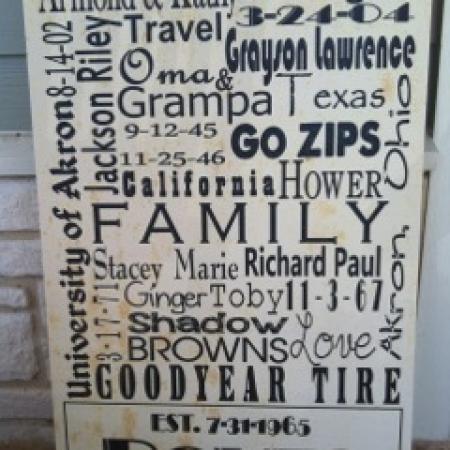 Armond & Kathy
3-24-04
8-14-02
Jackson Riley
Travel
Grayson Lawrence
Oma &
Grampa
Texas
Ohio
9-12-45
GO ZIPS
11-25-46
California
HOWER
University of Akron
FAMILY
Stacey Marie
Richard Paul
3-17-71
Ginger
Toby
11-3-67
Akron,
Shadow
BROWNS
Love
GOODYEAR TIRE
EST. 7-31-1965